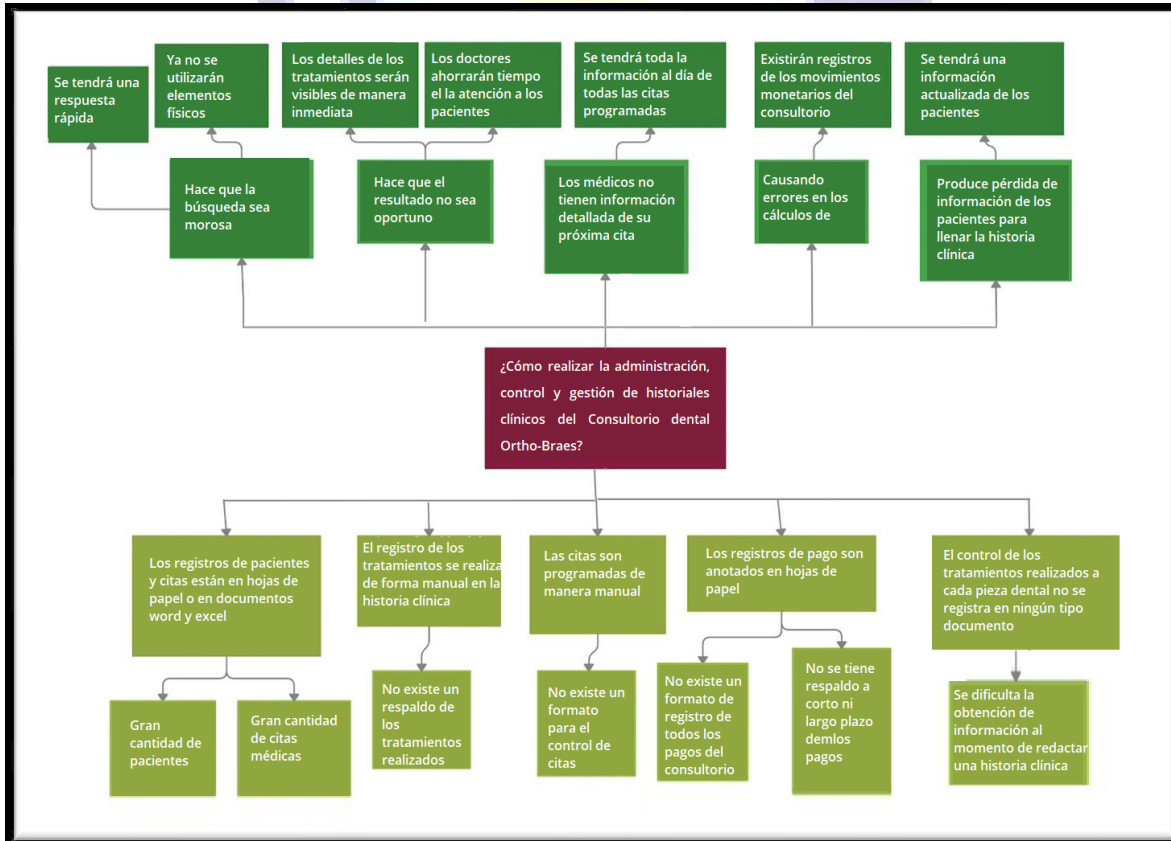 Se tendrá una
respuesta
rápida
Ya no se
utilizarán
elementos
físicos
Los detalles de los
tratamientos serán
visibles de manera
inmediata
Los doctores
ahorrarán tiempo
el la atención a los
pacientes
Se tendrá toda la
información al día de
todas las citas
programadas
Existirán registros
de los movimientos
monetarios del
consultorio
Se tendrá una
información
actualizada de los
pacientes
Hace que la
búsqueda sea
morosa
Hace que el
resultado no sea
oportuno
Los médicos no
tienen información
detallada de su
próxima cita
Causando
errores en los
cálculos de
Produce pérdida de
información de los
pacientes para
llenar la historia
clínica
¿Cómo realizar la administración,
control y gestión de historiales
clínicos del Consultorio dental
Ortho-Braes?
Los registros de pacientes
y citas están en hojas de
papel o en documentos
word y excel
El registro de los
tratamientos se realiza
de forma manual en la
historia clínica
Las citas son
programadas de
manera manual
Los registros de pago son
anotados en hojas de
papel
El control de los
tratamientos realizados a
cada pieza dental no se
registra en ningún tipo
documento
Gran
cantidad de
pacientes
Gran cantidad
de citas
médicas
No existe un
respaldo de
los
tratamientos
realizados
No existe un
formato
para el
control de
citas
No existe un
formato de
registro de
todos los
pagos del
consultorio
No se tiene
respaldo a
corto ni
largo plazo
demlos
pagos
Se dificulta la
obtención de
información al
momento de redactar
una historia clínica